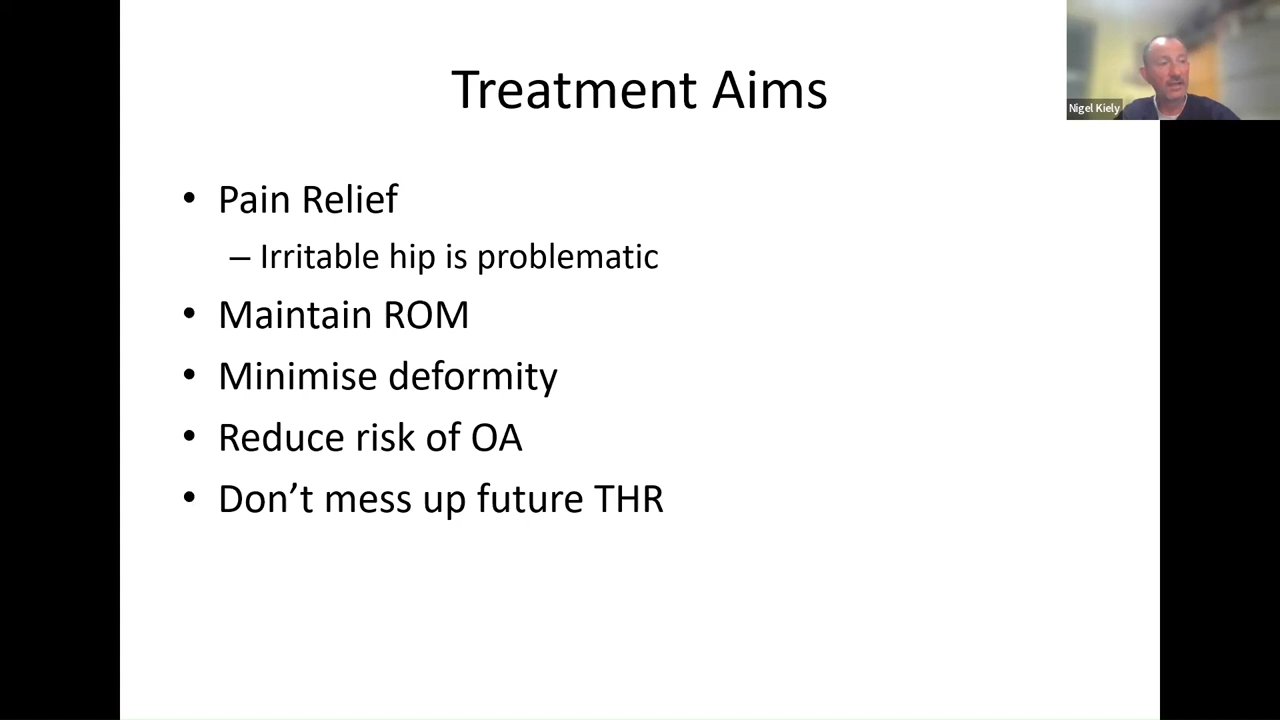 Treatment Aims
Nigel Kiely
• Pain Relief
– Irritable hip is problematic
• Maintain ROM
• Minimise deformity
• Reduce risk of OA
• Don’t mess up future THR